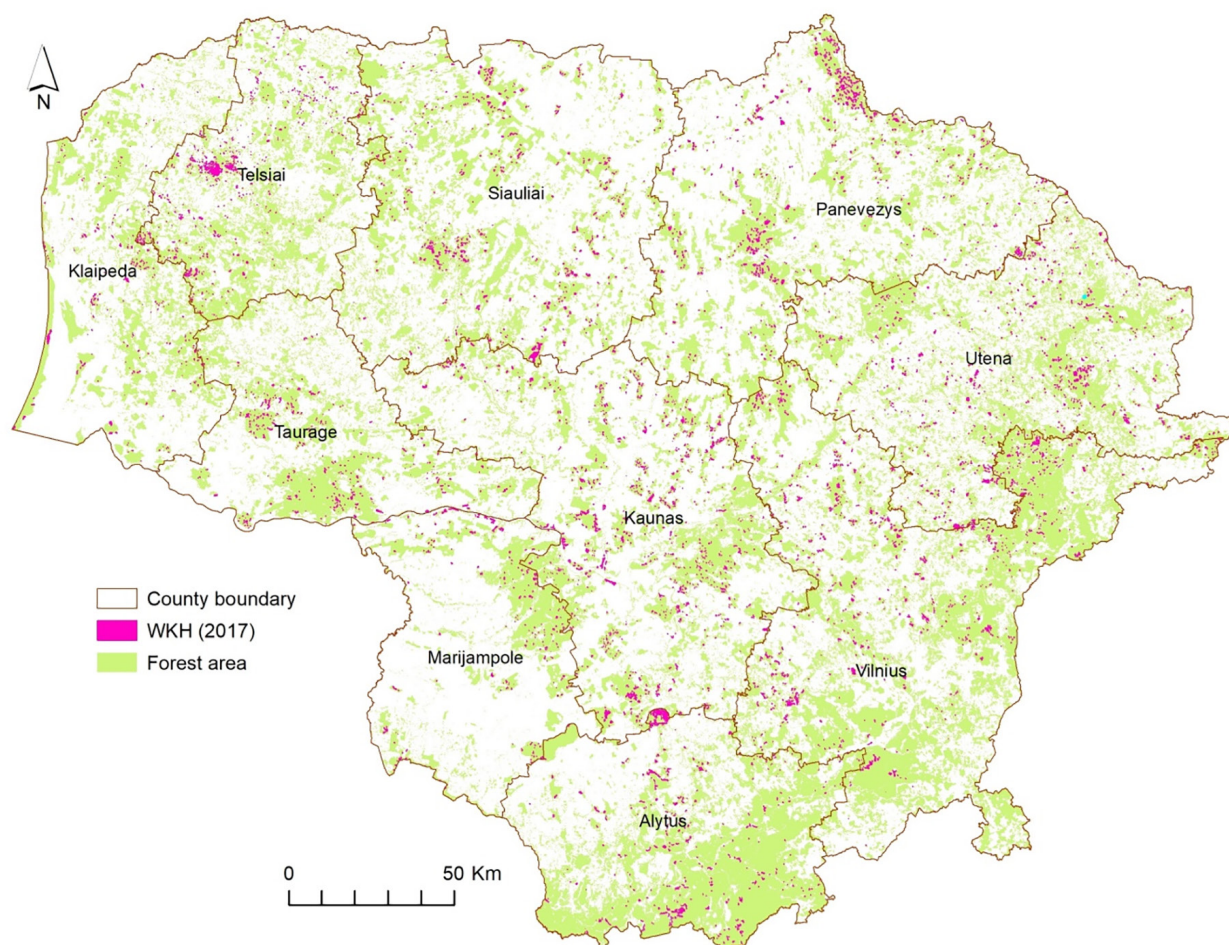 N
Telsiai
Siauliai
Panevezys
Klaipeda
Utena
Taurage
Kaunas
County boundary
WKH (2017)
Forest area
Marijampole
Vilnius
Alytus
0 50 Km